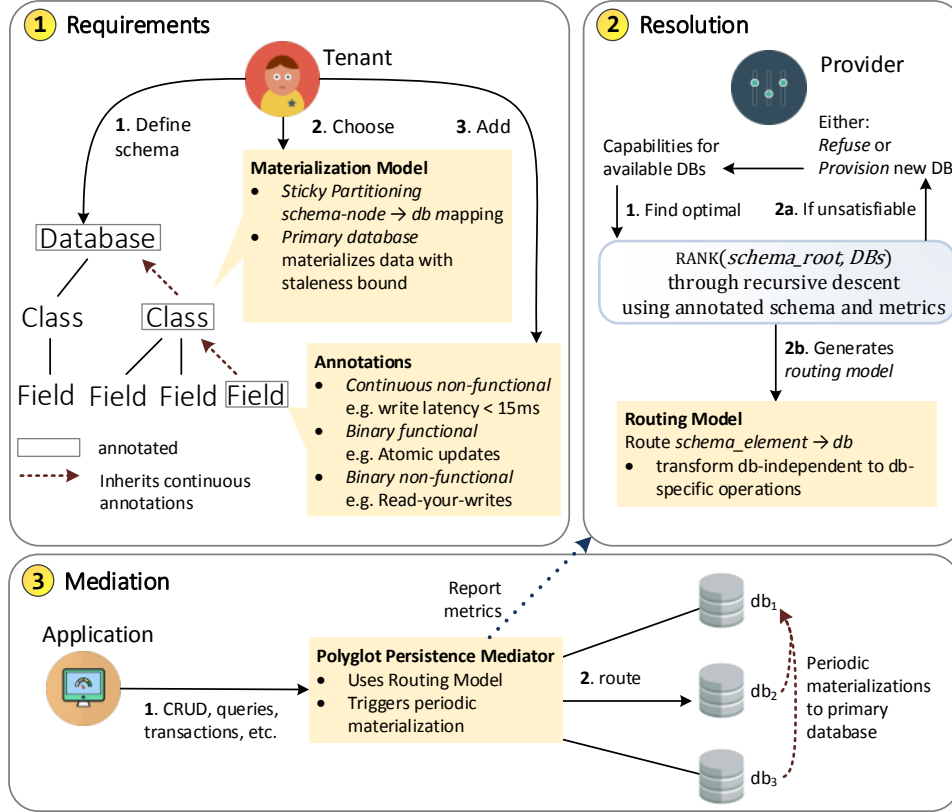 1 Requirements
Tenant
1. Define
schema
2. Choose
3. Add
Materialization Model
• Sticky Partitioning
schema-node → db mapping
• Primary database
materializes data with
staleness bound
Database
Class
Class
Field
Field
Field
Field
annotated
Inherits continuous
annotations
Annotations
• Continuous non-functional
e.g. write latency < 15ms
• Binary functional
e.g. Atomic updates
• Binary non-functional
e.g. Read-your-writes
2 Resolution
Provider
Capabilities for
available DBs
Either:
Refuse or
Provision new DB
1. Find optimal
2a. If unsatisfiable
RANK(schema_root, DBs)
through recursive descent
using annotated schema and metrics
2b. Generates
routing model
Routing Model
Route schema_element → db
• transform db-independent to db-
specific operations
3 Mediation
Application
1. CRUD, queries,
transactions, etc.
Report
metrics
Polyglot Persistence Mediator
• Uses Routing Model
• Triggers periodic
materialization
2. route
db1
db2
db3
Periodic
materializations
to primary
database